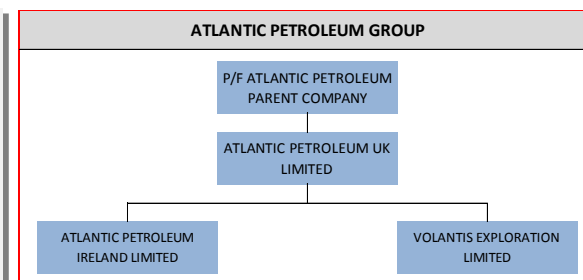 ATLANTIC PETROLEUM GROUP
P/F ATLANTIC PETROLEUM
PARENT COMPANY
ATLANTIC PETROLEUM UK
LIMITED
ATLANTIC PETROLEUM
IRELAND LIMITED
VOLANTIS EXPLORATION
LIMITED